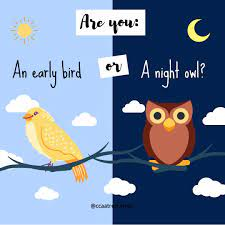 Are you:
An early bird
or
A night owl?